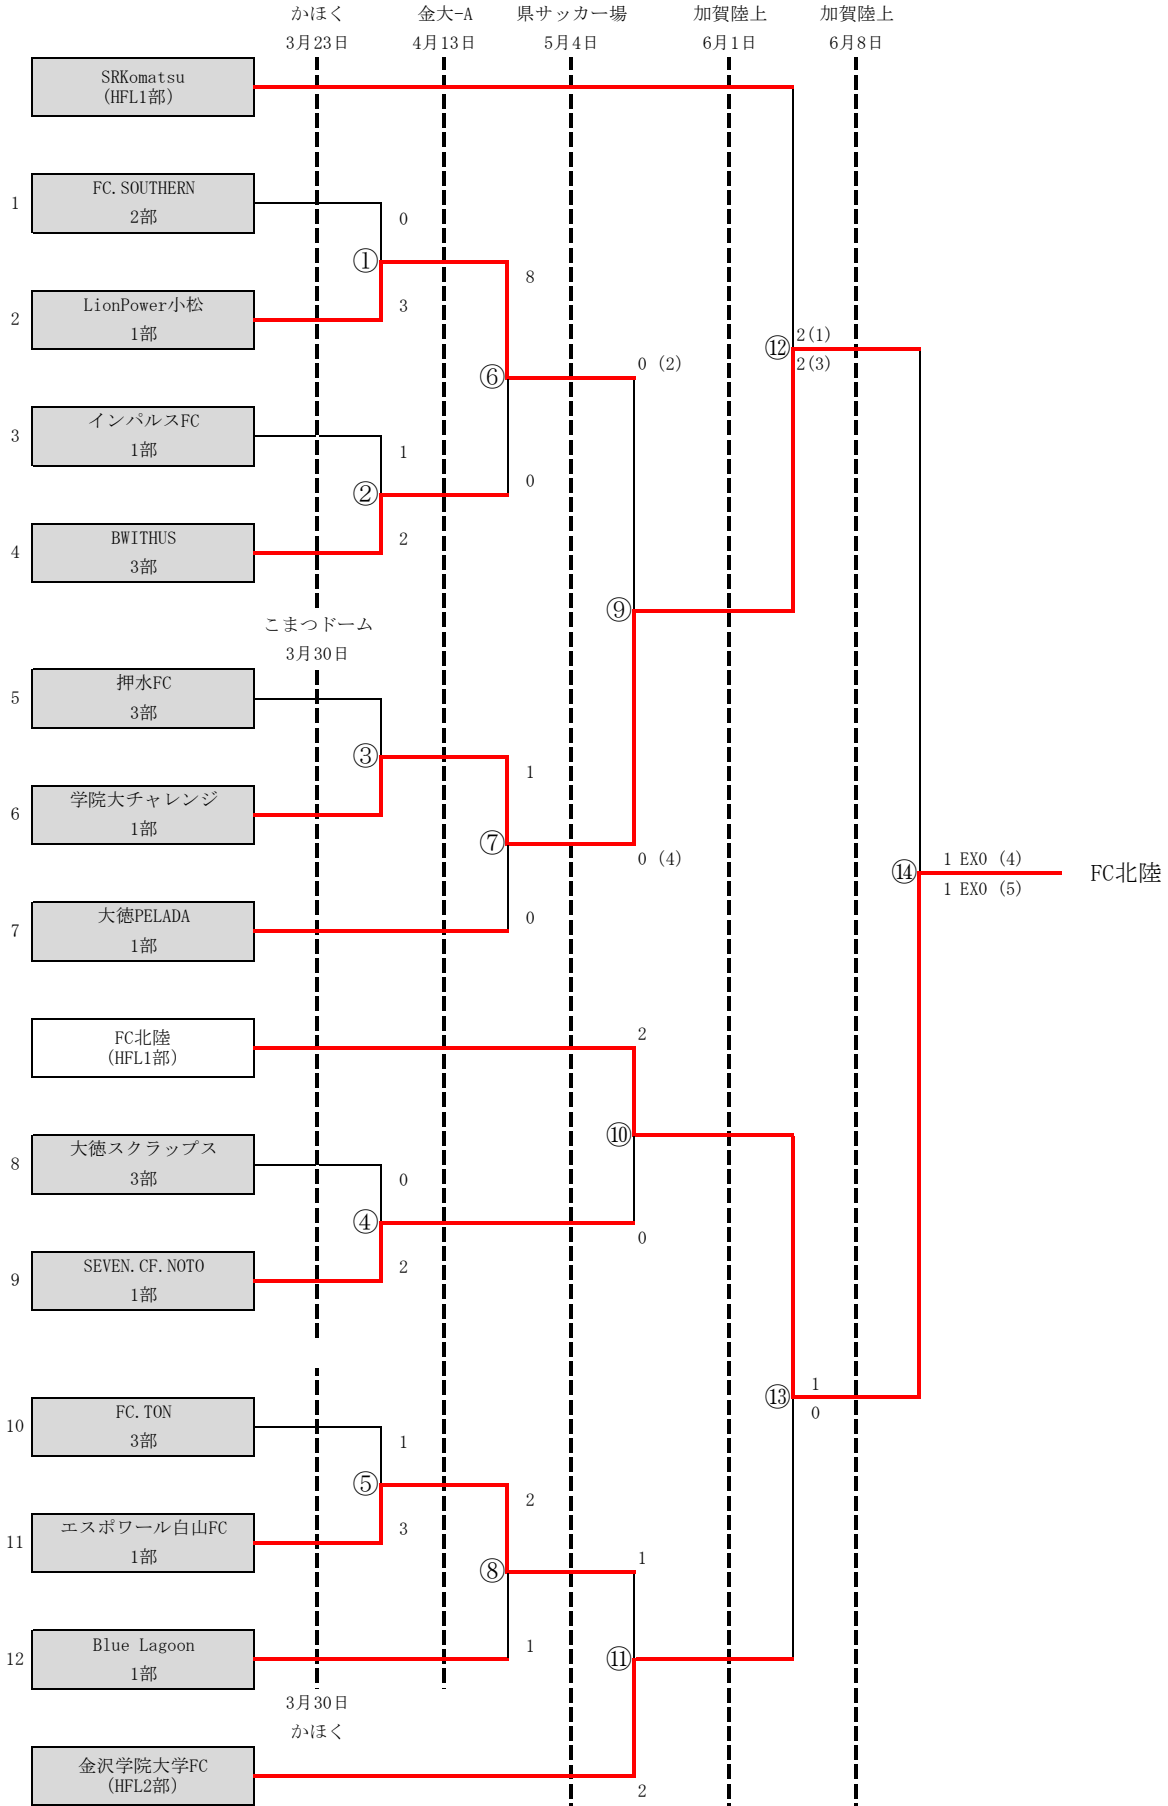 かほく 金大-A 県サッカー場 加賀陸上 加賀陸上
3月23日 4月13日 5月4日 6月1日 6月8日
SRKomatsu
(HFL1部)
FC.SOUTHERN
1
2部
0
①
8
LionPower小松
2
3
1部
2(1)
⑫
2(3)
0 (2)
⑥
インパルスFC
3
1部
1
0
②
BWITHUS
4
2
3部
⑨
こまつドーム
3月30日
押水FC
5
3部
③
1
学院大チャレンジ
6
1部
⑦
0 (4)
1 EX0 (4)
⑭
FC北陸
1 EX0 (5)
大徳PELADA
7
0
1部
FC北陸
(HFL1部)
2
⑩
大徳スクラップス
8
3部
0
④
0
SEVEN.CF.NOTO
9
2
1部
1
⑬
0
FC.TON
10
3部
1
⑤
2
エスポワール白山FC
11
3
1部
1
⑧
Blue Lagoon
12
1
1部
⑪
3月30日
かほく
金沢学院大学FC
(HFL2部)
2